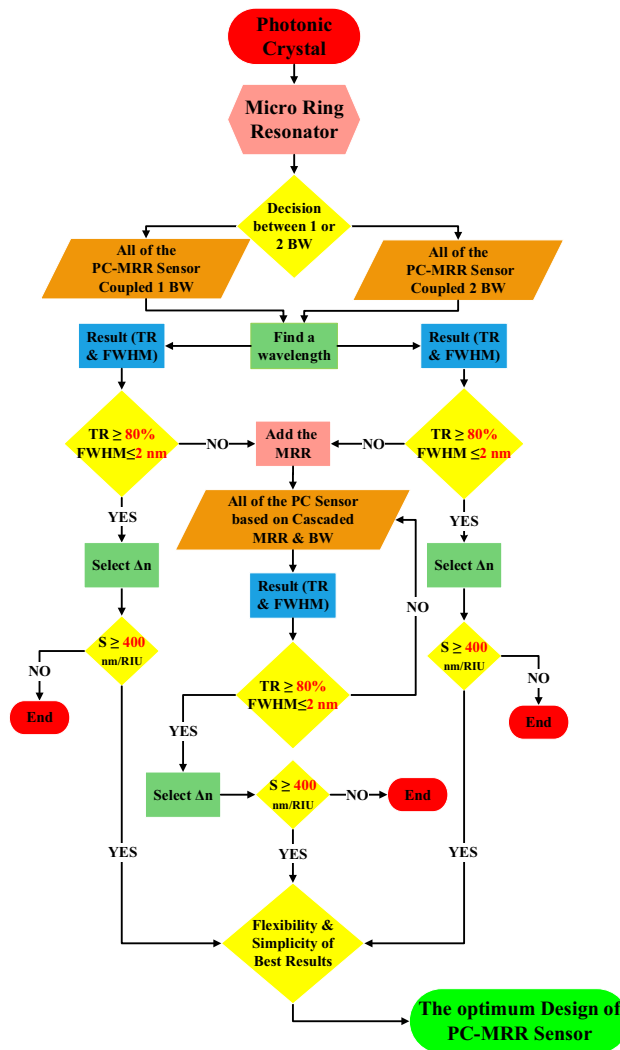 Photonic
Crystal
Micro Ring
Resonator
Decision
between 1 or
2 BW
All of the
PC-MRR Sensor
Coupled 1 BW
All of the
PC-MRR Sensor
Coupled 2 BW
Result (TR
& FWHM)
Find a
wavelength
Result (TR
& FWHM)
TR ≥ 80%
FWHM≤2 nm
NO
Add the
MRR
NO
TR ≥ 80%
FWHM ≤2 nm
YES
All of the PC Sensor
based on Cascaded
MRR & BW
YES
Select Δn
Result (TR
& FWHM)
NO
Select Δn
S ≥ 400
nm/RIU
NO
End
TR ≥ 80%
FWHM≤2 nm
S ≥ 400
nm/RIU
NO
End
YES
Select Δn
S ≥ 400
nm/RIU
NO
End
YES
YES
YES
Flexibility &
Simplicity of
Best Results
The optimum Design of
PC-MRR Sensor